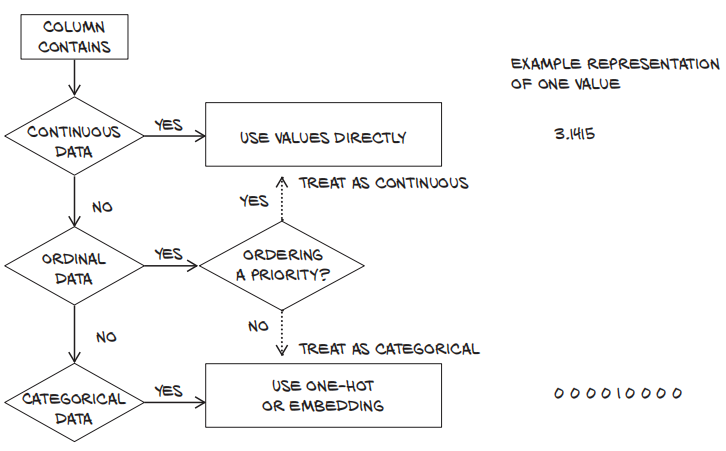 COLUMN
CONTAINS
EXAMPLE REPRESENTATION
OF ONE VALUE
CONTINUOUS
DATA
YES
USE VALUES DIRECTLY
3.1415
TREAT AS CONTINUOUS
NO
YES
ORDINAL
DATA
YES
ORDERING
A PRIORITY?
NO
NO
TREAT AS CATEGORICAL
CATEGORICAL
DATA
YES
USE ONE-HOT
OR EMBEDDING
0 0 0 0 1 0 0 0 0